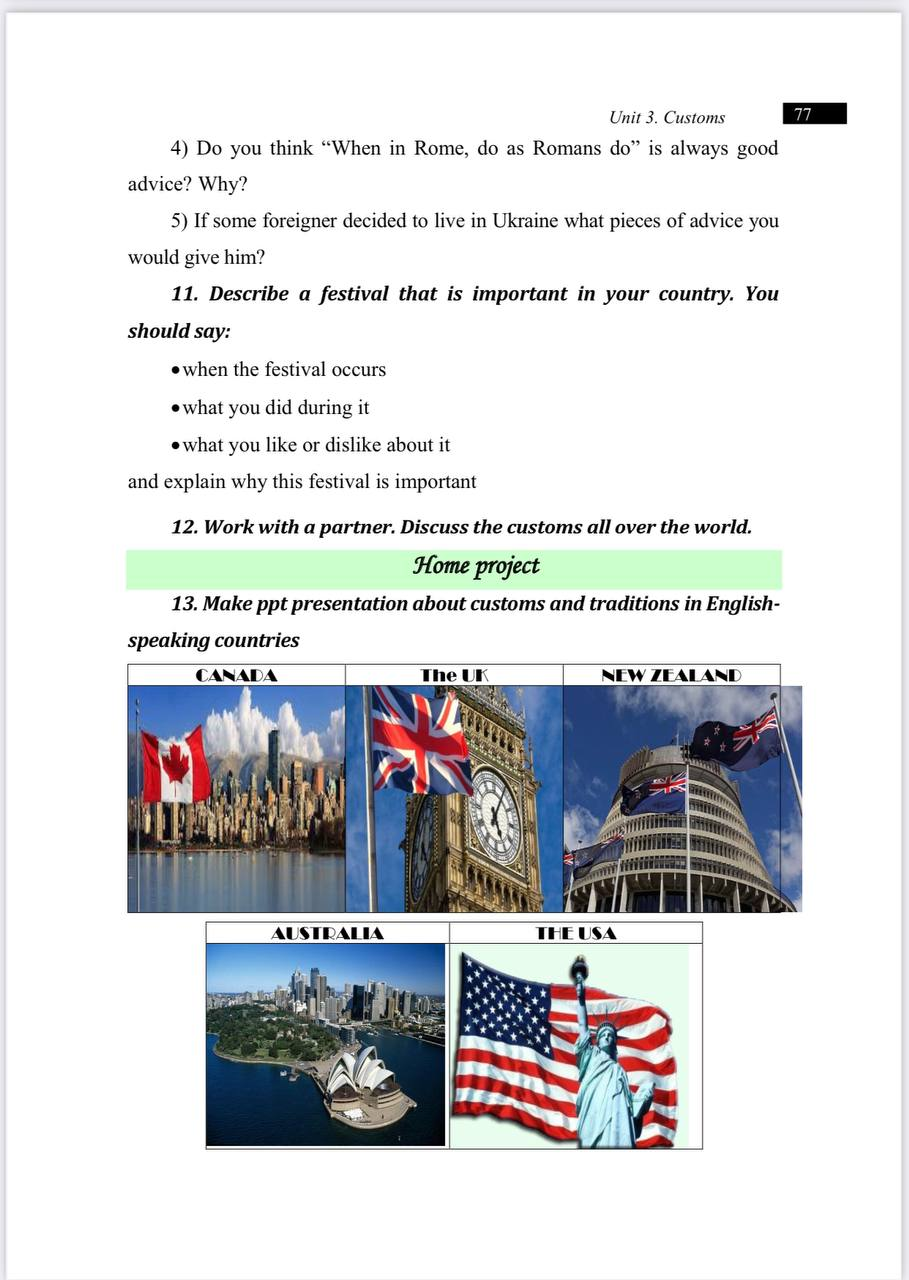 Unit 3. Customs 77
4) Do you think “When in Rome, do as Romans do” is always good
advice? Why?
5) If some foreigner decided to live in Ukraine what pieces of advice you
would give him?
11. Describe a festival that is important in your country. You
should say:
•when the festival occurs
•what you did during it
•what you like or dislike about it
and explain why this festival is important
12. Work with a partner. Discuss the customs all over the world.
Home project
13. Make ppt presentation about customs and traditions in English-
speaking countries
CANADA The UK NEW ZEALAND
AUSTRALIA THE USA